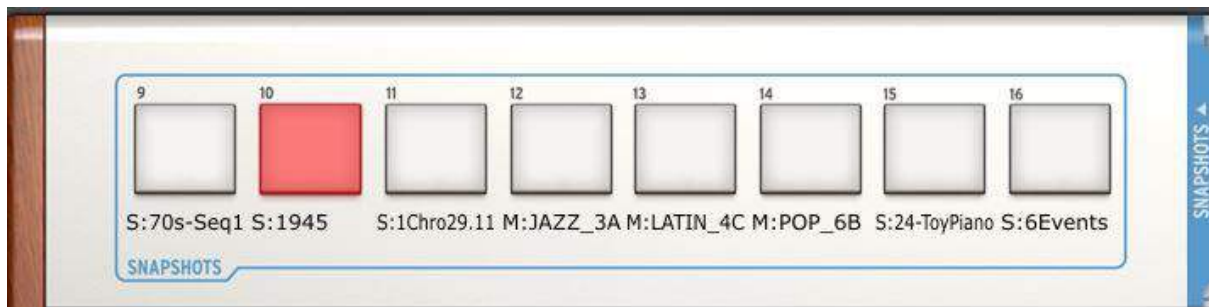 9 10 11 12 13 14 15 16
S:70s-Seq1 S:1945 S:1Chro29.11 M:JAZZ_3A M:LATIN_4C M:POP_6B S:24-ToyPiano S:6Events
SNAPSHOTS
SNAPSHOTS